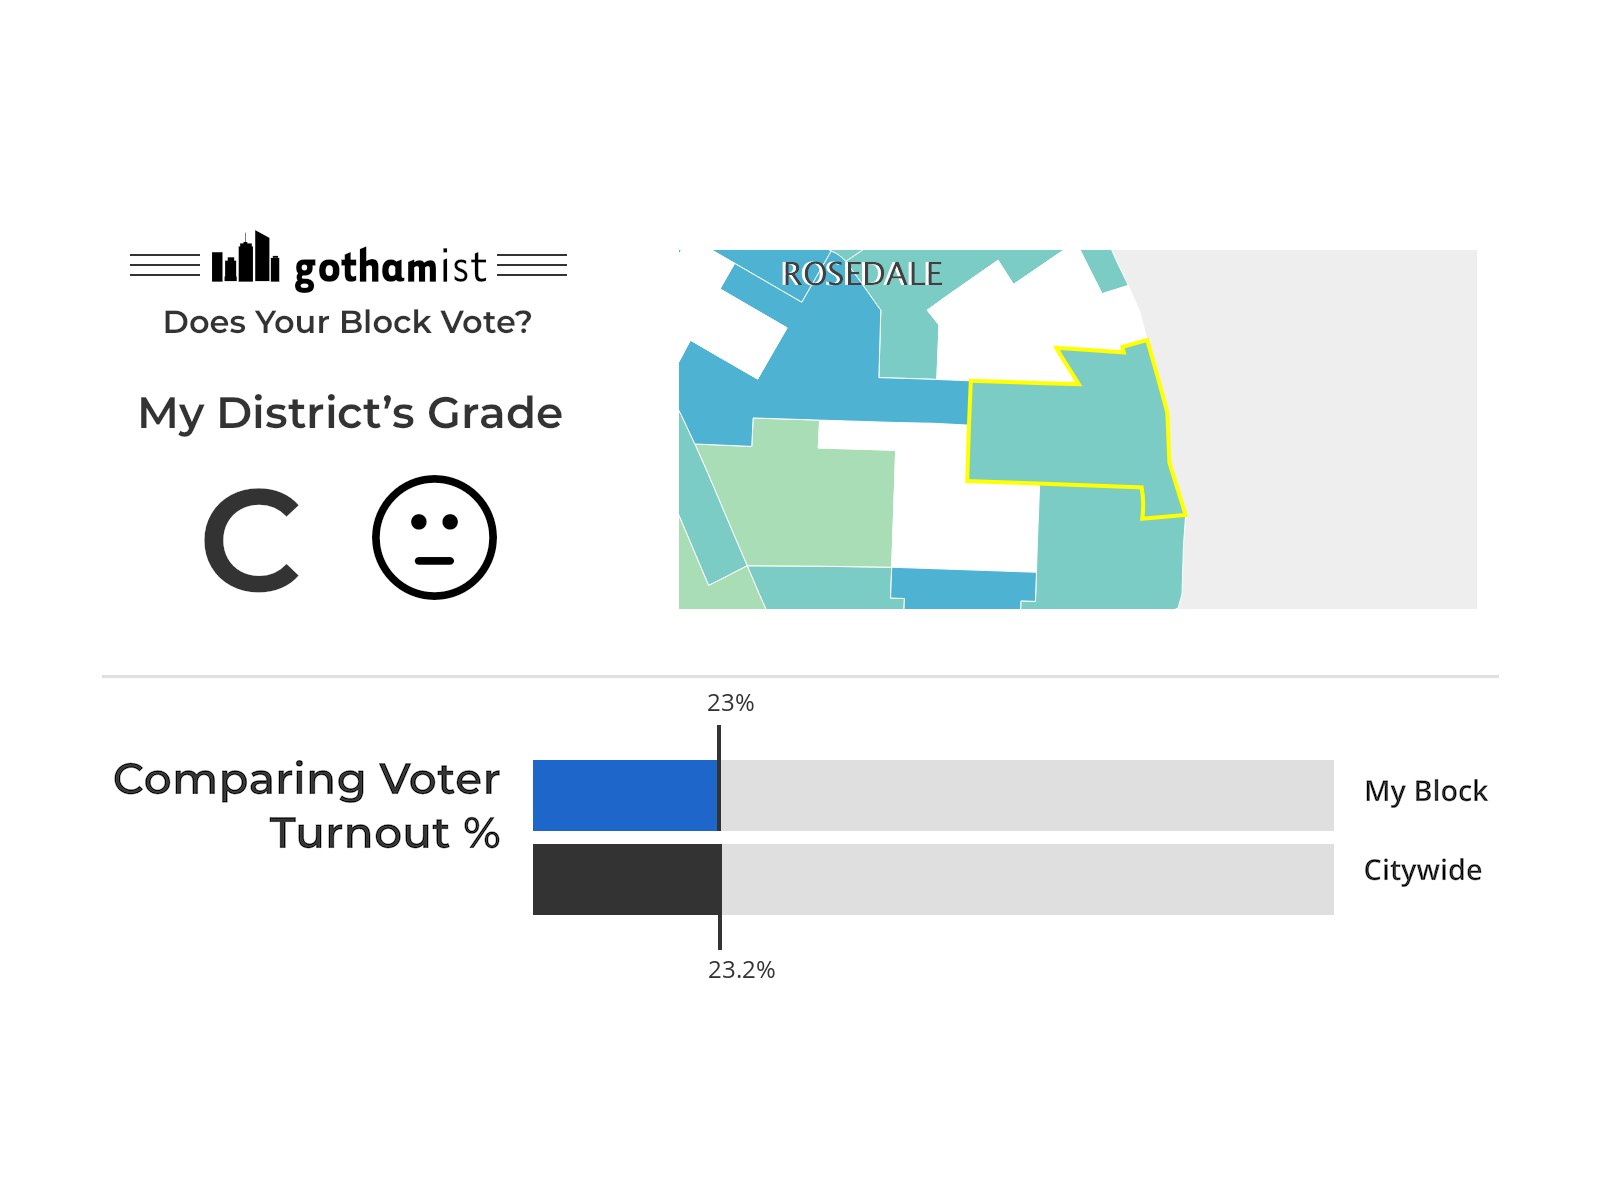 gothamist
Does Your Block Vote?
My District's Grade
C
ROSEDALE
23%
Comparing Voter
Turnout %
My Block
Citywide
23.2%